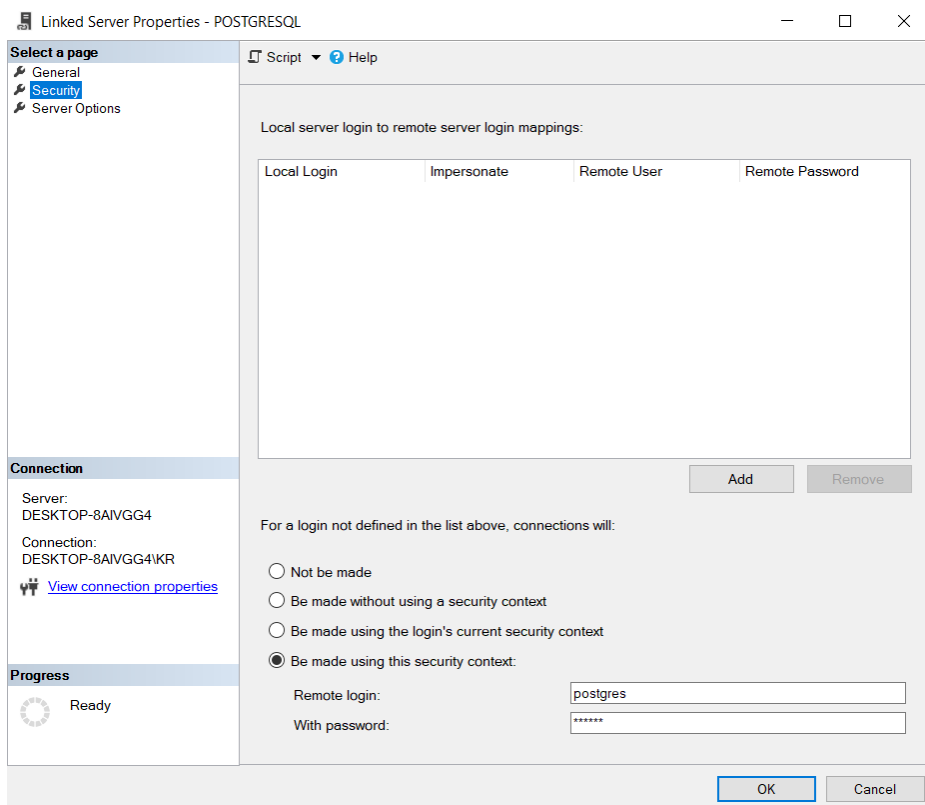 Linked Server Properties - POSTGRESQL
Select a page
General
Security
Server Options
Script
Help
Local server login to remote server login mappings:
Local Login Impersonate Remote User Remote Password
Add Remove
Connection
Server:
DESKTOP-8AIVGG4
Connection:
DESKTOP-8AIVGG4\KR
View connection properties
Progress
Ready
For a login not defined in the list above, connections will:
Not be made
Be made without using a security context
Be made using the login's current security context
Be made using this security context:
Remote login: postgres
With password: ******
OK Cancel